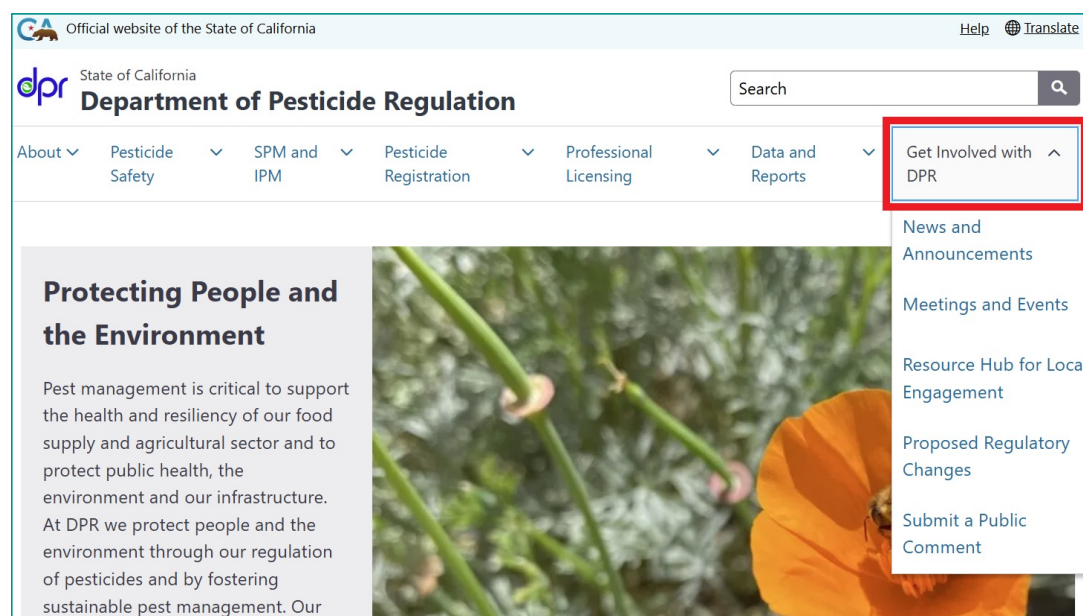 Official website of the State of California
Help
Translate
dpr
State of California
Department of Pesticide Regulation
Search
About
Pesticide
Safety
SPM and
IPM
Pesticide
Registration
Professional
Licensing
Data and
Reports
Get Involved with
DPR
News and
Announcements
Meetings and Events
Resource Hub for Loca
Engagement
Proposed Regulatory
Changes
Submit a Public
Comment
Protecting People and
the Environment
Pest management is critical to support
the health and resiliency of our food
supply and agricultural sector and to
protect public health, the
environment and our infrastructure.
At DPR we protect people and the
environment through our regulation
of pesticides and by fostering
sustainable pest management. Our